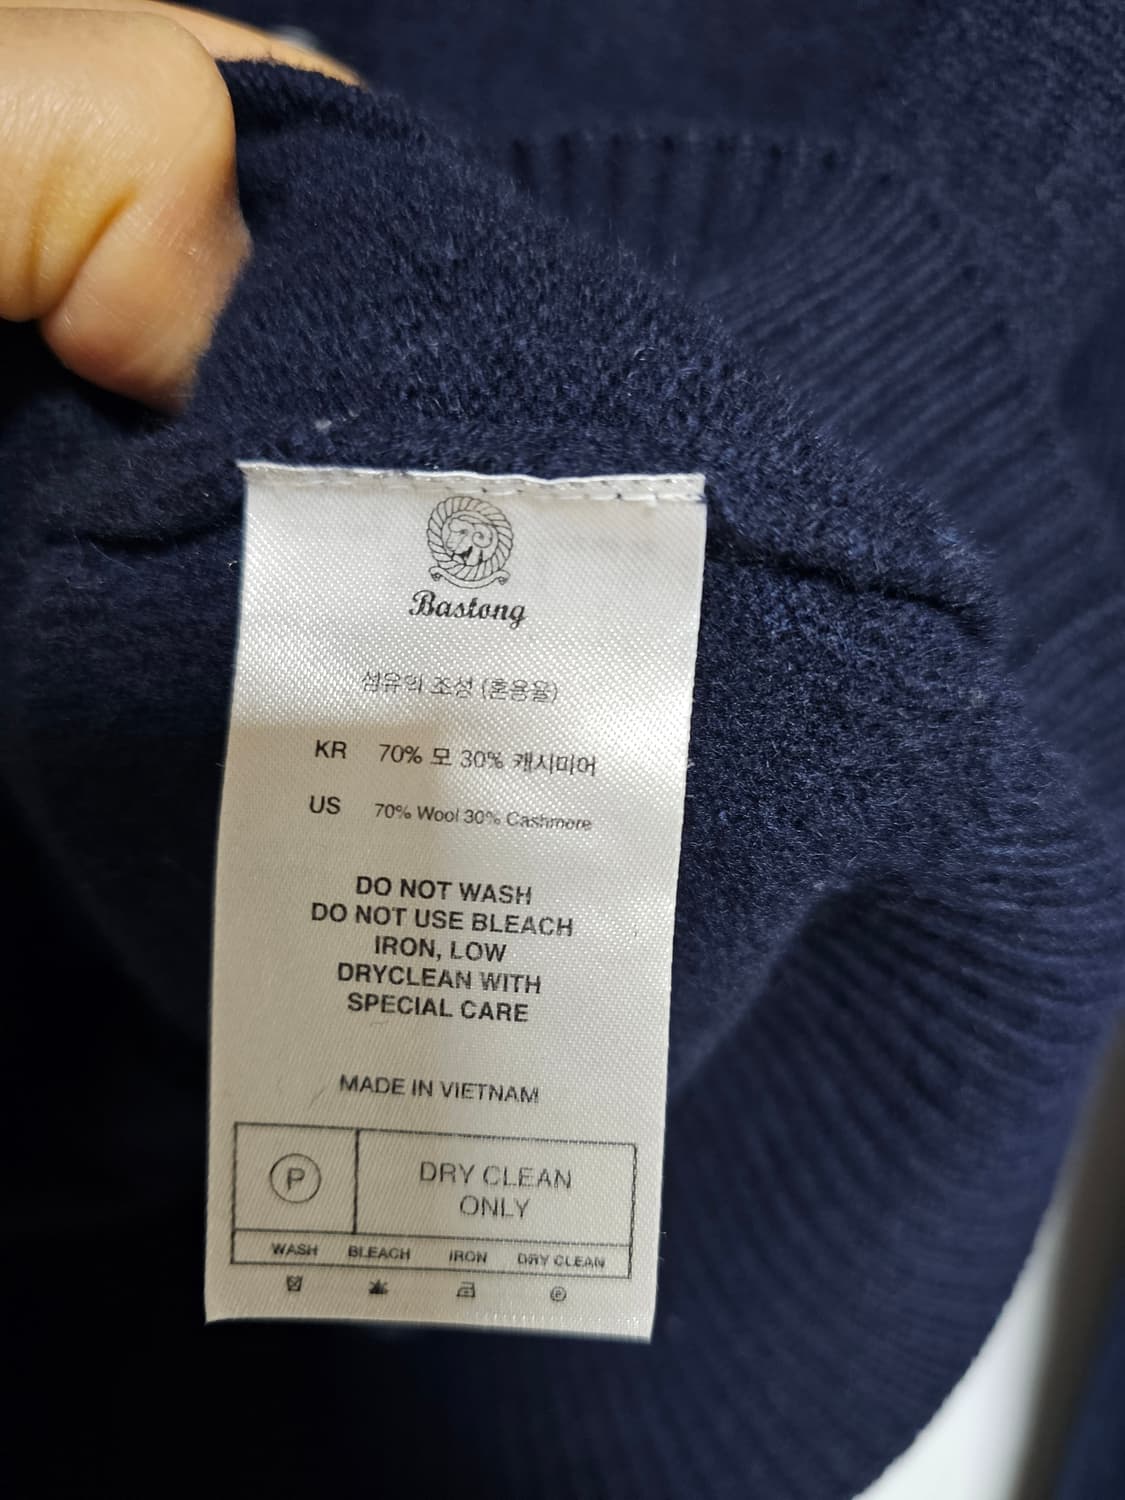 Bastong
섬유의 조성 (혼용율)
KR 70% 모 30% 캐시미어
US 70% Wool 30% Cashmere
DO NOT WASH
DO NOT USE BLEACH
IRON, LOW
DRYCLEAN WITH
SPECIAL CARE
MADE IN VIETNAM
P
DRY CLEAN
ONLY
WASH BLEACH IRON DRY CLEAN
P